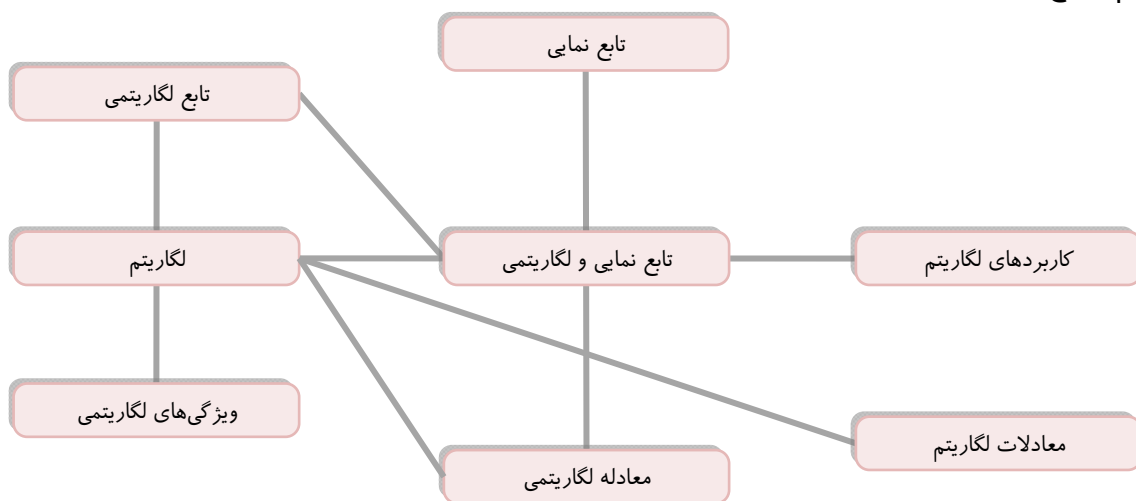 تابع نمایی
تابع لگاریتمی
کاربردهای لگاریتم
تابع نمایی و لگاریتمی
لگاریتم
ویژگی‌های لگاریتمی
معادلات لگاریتم
معادله لگاریتمی